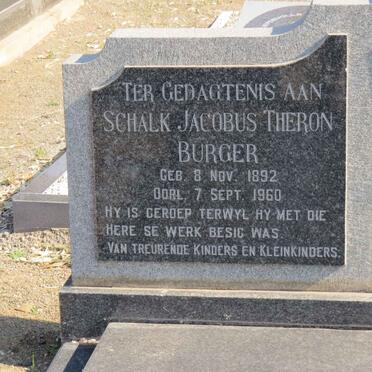 TER GEDAGTENIS AAN
SCHALK JACOBUS THERON
BURGER
GEB. 8 NOV. 1892
OORL. 7 SEPT. 1960
HY IS GEROEP TERWYL HY MET DIE
HERE SE WERK BESIG WAS.
VAN TREURENDE KINDERS EN KLEINKINDERS.